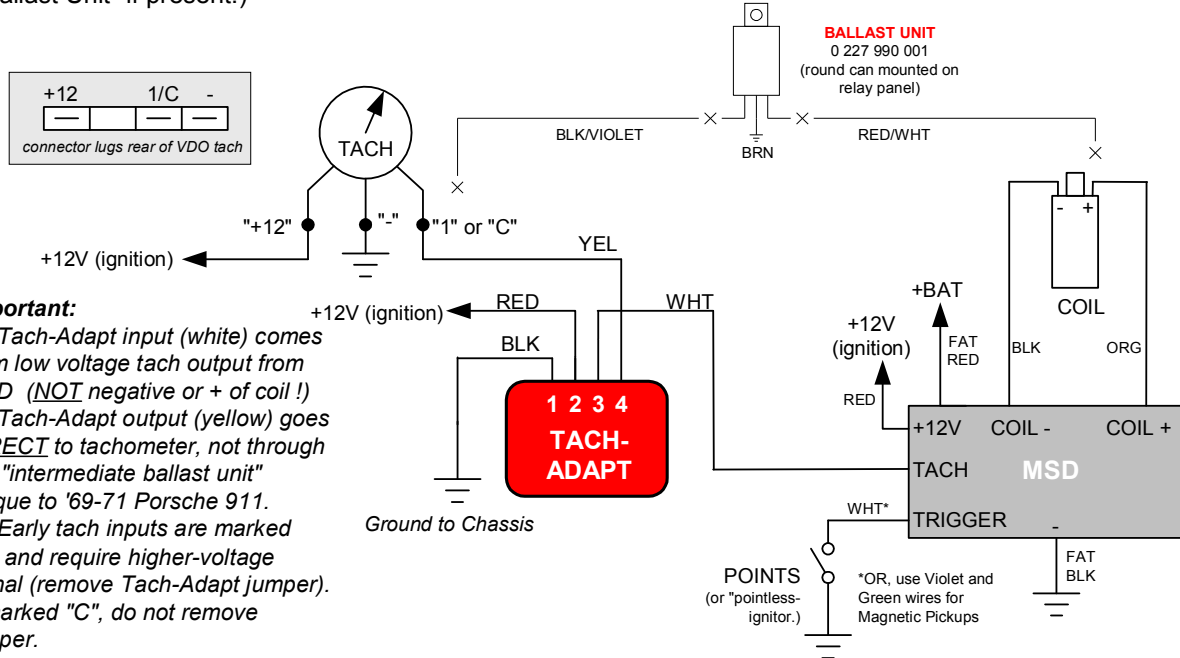 Ballast Unit" if present.)
+12 1/C -
connector lugs rear of VDO tach
TACH
BALLAST UNIT
0 227 990 001
(round can mounted on
relay panel)
BLK/VIOLET
BRN
RED/WHT
"+12"
"-"
"1" or "C"
+12V (ignition)
YEL
+12V (ignition)
RED
WHT
BLK
1 2 3 4
TACH-
ADAPT
Ground to Chassis
portant:
Tach-Adapt input (white) comes
m low voltage tach output from
D (NOT negative or + of coil !)
Tach-Adapt output (yellow) goes
RECT to tachometer, not through
"intermediate ballast unit"
que to '69-71 Porsche 911.
Early tach inputs are marked
and require higher-voltage
nal (remove Tach-Adapt jumper).
arked "C", do not remove
per.
- +
COIL
+BAT
+12V
(ignition)
FAT
RED
RED
BLK
ORG
+12V COIL - COIL +
TACH MSD
TRIGGER -
WHT*
FAT
BLK
POINTS
(or "pointless-
ignitor.)
*OR, use Violet and
Green wires for
Magnetic Pickups